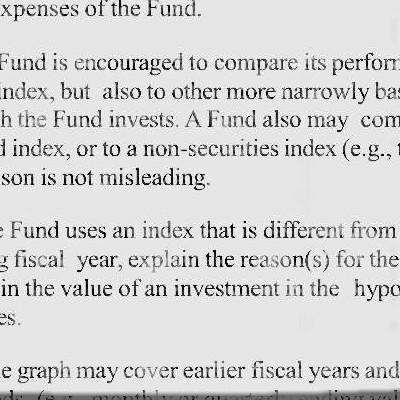 xpenses of the Fund.
Fund is encouraged to compare its perform
index, but also to other more narrowly bas
h the Fund invests. A Fund also may com
d index, or to a non-securities index (e.g.,
son is not misleading.
e Fund uses an index that is different from
g fiscal year, explain the reason(s) for the
in the value of an investment in the hypo
es.
e graph may cover earlier fiscal years and